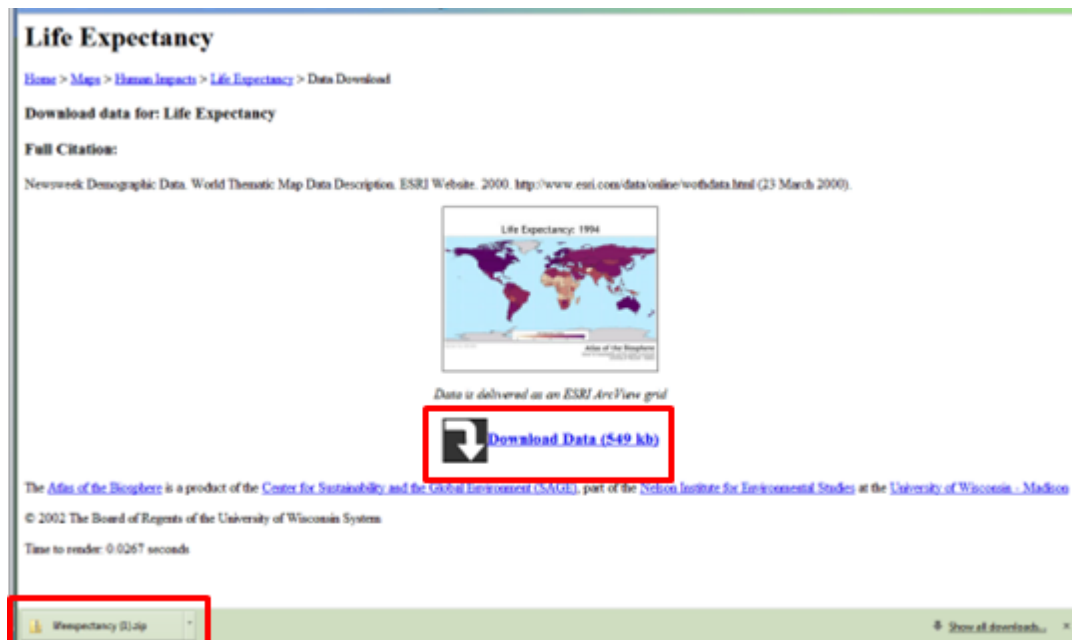 Life Expectancy
Home > Maps > Human Impacts > Life Expectancy > Data Download
Download data for: Life Expectancy
Full Citation:
Newsweek Demographic Data. World Thematic Map Data Description. ESRI Website. 2000. http://www.esri.com/data/online/wothdata.html (23 March 2000).
Life Expectancy: 1994
Atlas of the Biosphere
Data is delivered as an ESRI ArcView grid
Download Data (549 kb)
The Atlas of the Biosphere is a product of the Center for Sustainability and the Global Environment (SAGE), part of the Nelson Institute for Environmental Studies at the University of Wisconsin - Madison
© 2002 The Board of Regents of the University of Wisconsin System
Time to render: 0.0267 seconds
lifeexpectancy (1).zip
Show all downloads...